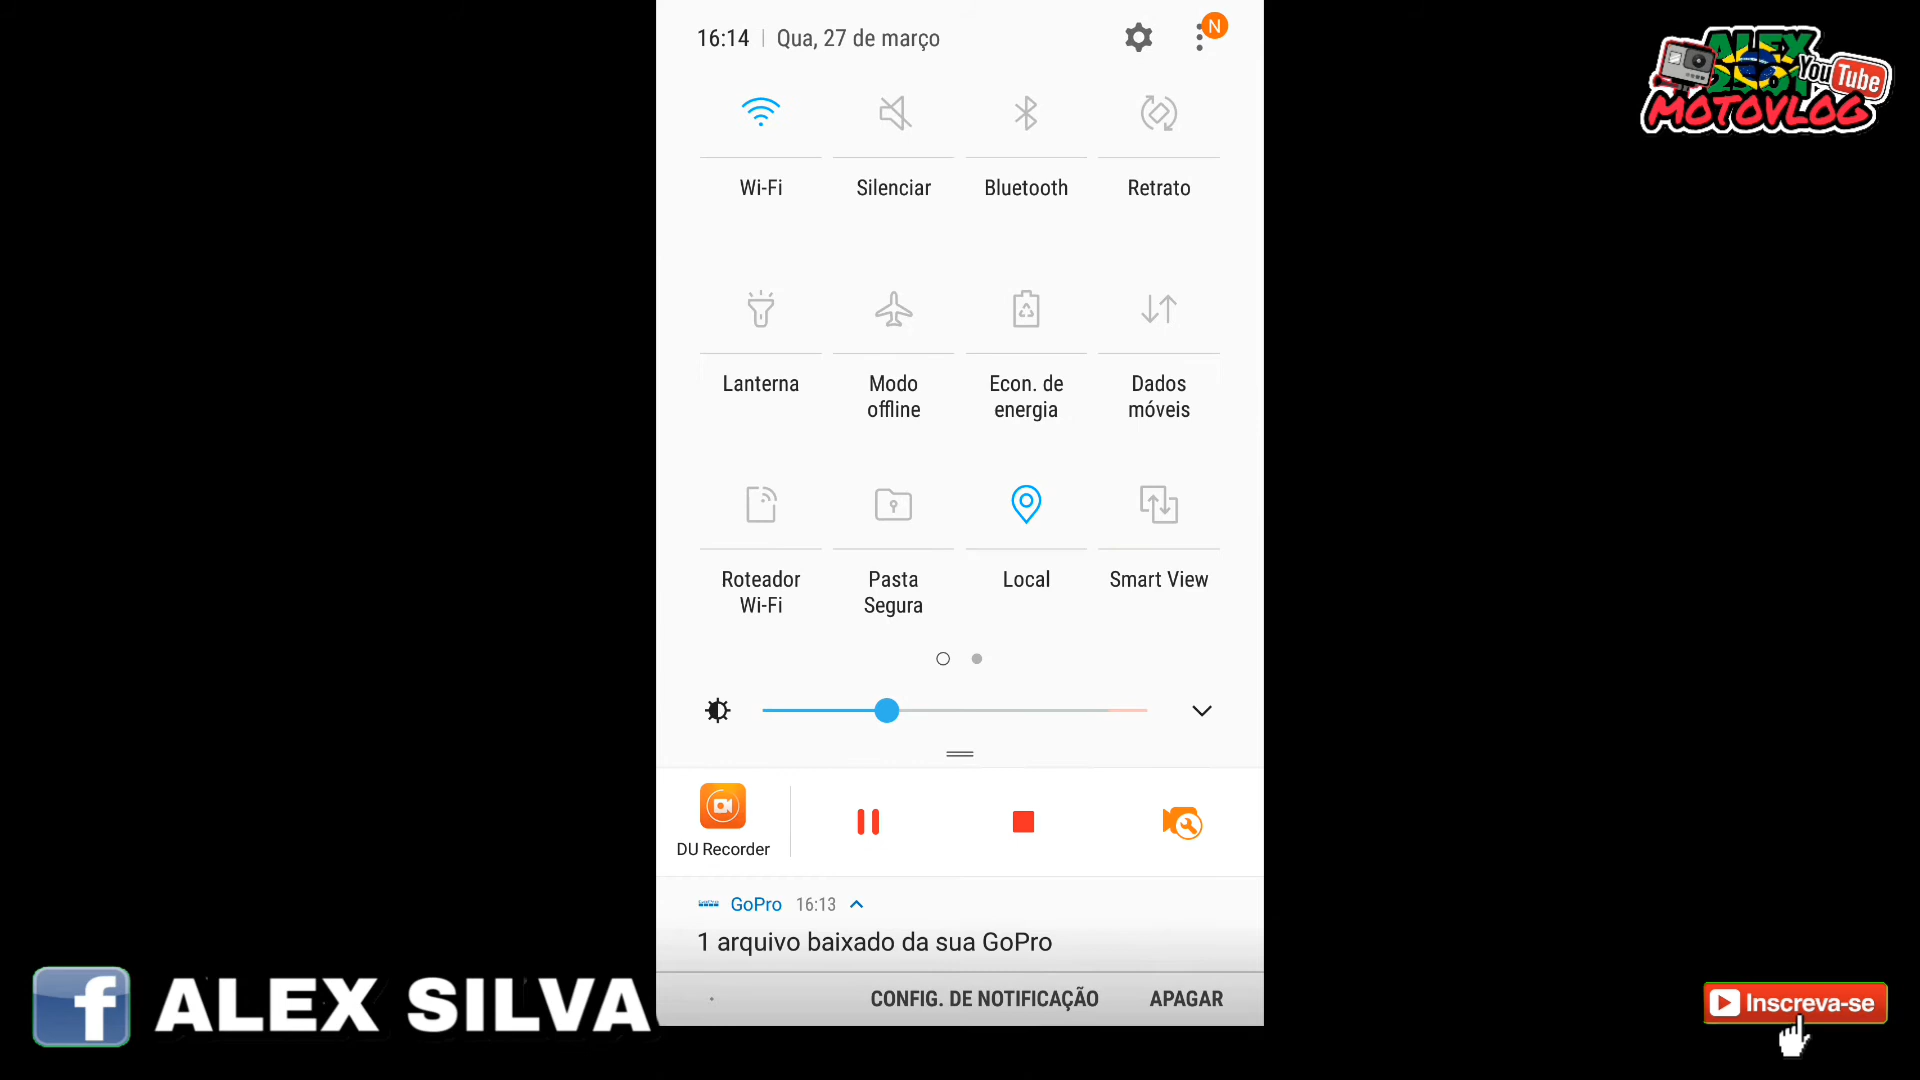 16:14 | Qua, 27 de março
N
ALEX
YouTube
MOTOVLOG
Wi-Fi
Silenciar
Bluetooth
Retrato
Lanterna
Modo
offline
Econ. de
energia
Dados
móveis
Roteador
Wi-Fi
Pasta
Segura
Local
Smart View
DU Recorder
GoPro 16:13
1 arquivo baixado da sua GoPro
CONFIG. DE NOTIFICAÇÃO APAGAR
f ALEX SILVA
Inscreva-se